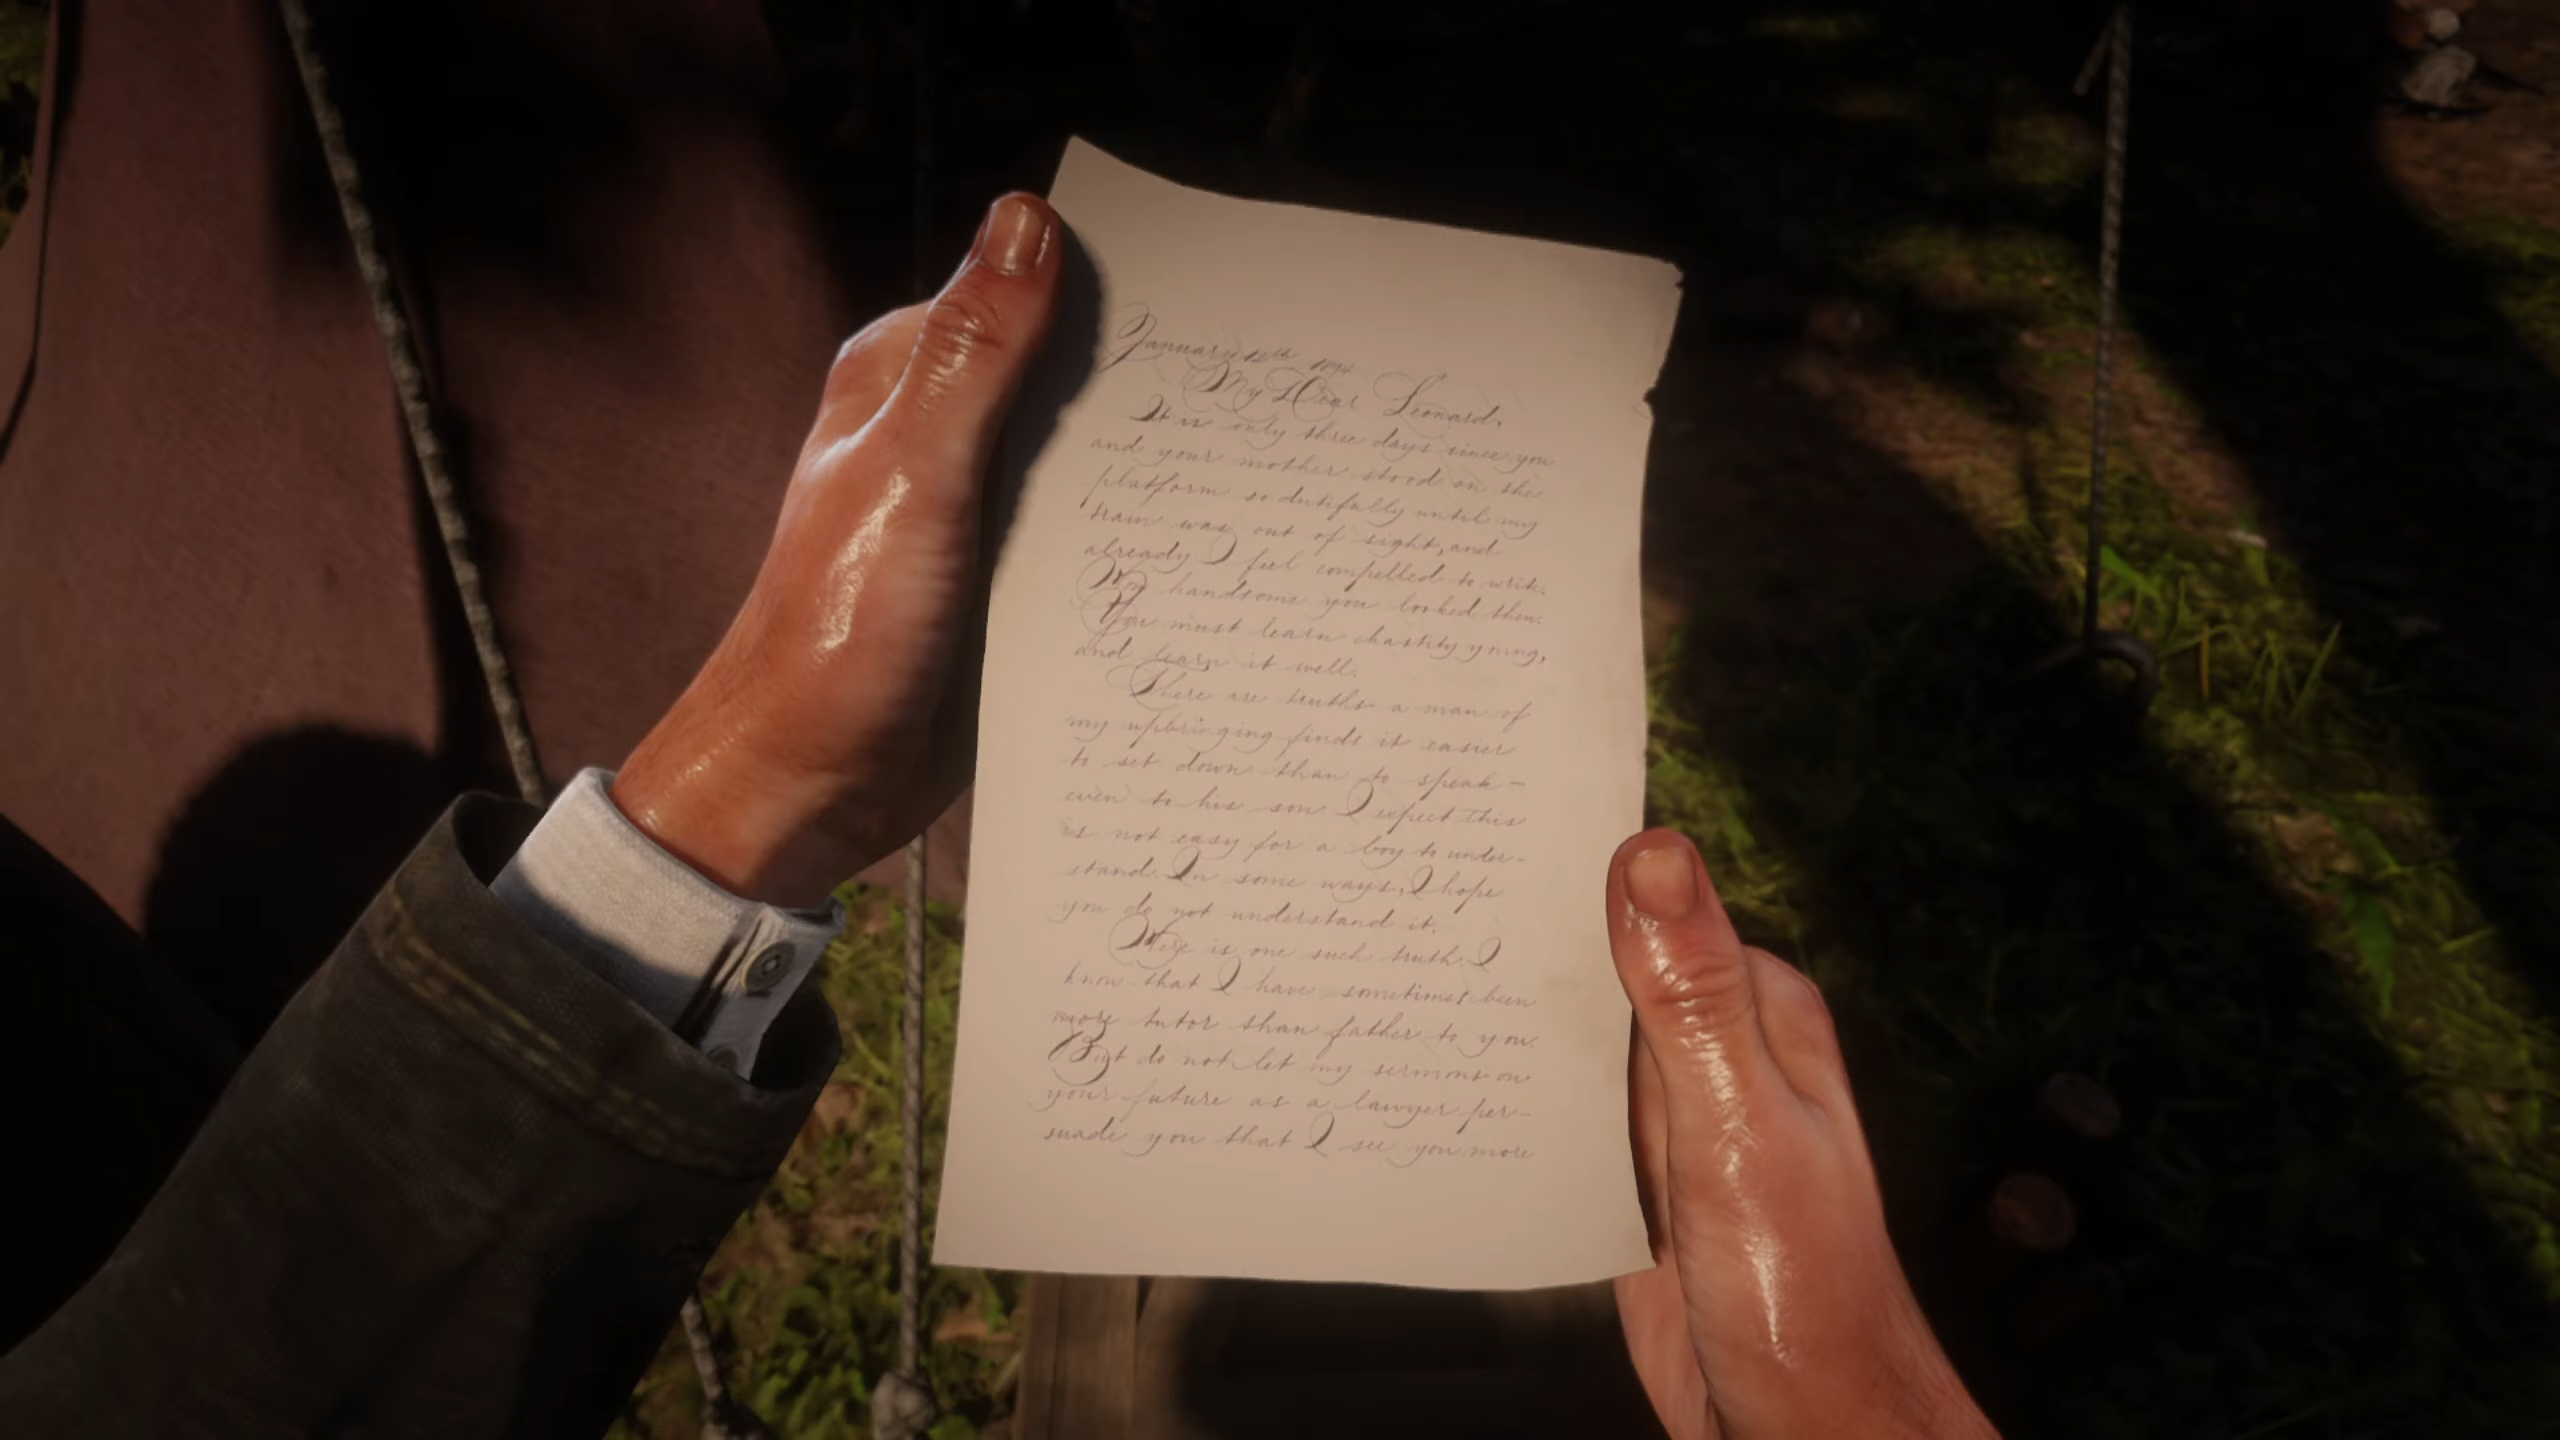 January 12th 1894
My Dear Leonard,
It is only three days since you
and your mother stood on the
platform so dutifully until my
train was out of sight, and
already I feel compelled to write.
How handsome you looked then.
You must learn chastity young,
and learn it well.
There are truths a man of
my upbringing finds it easier
to set down than to speak –
even to his son. I expect this
is not easy for a boy to under-
stand. In some ways, I hope
you do not understand it.
Here is one such truth. I
know that I have sometimes been
more tutor than father to you.
But do not let my sermons on
your future as a lawyer per-
suade you that I see you more